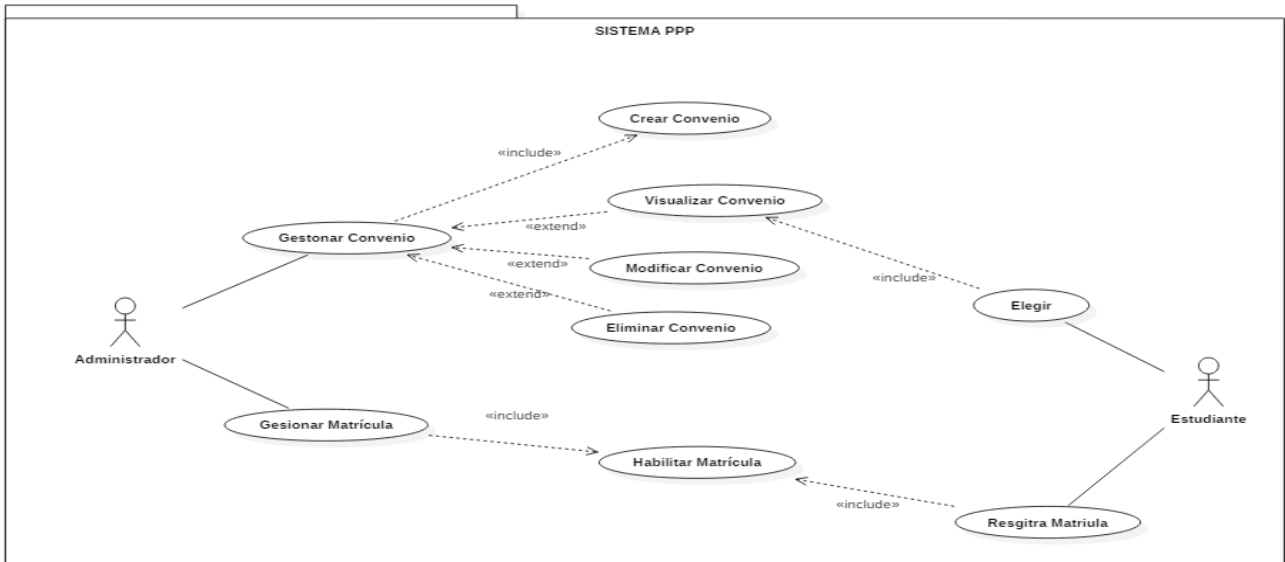 SISTEMA PPP
Crear Convenio
«include»
Visualizar Convenio
«extend»
Gestonar Convenio
«extend»
Modificar Convenio
«include»
«extend»
Elegir
Eliminar Convenio
Administrador
«include»
Estudiante
Gesionar Matrícula
Habilitar Matrícula
«include»
Resgitra Matriula